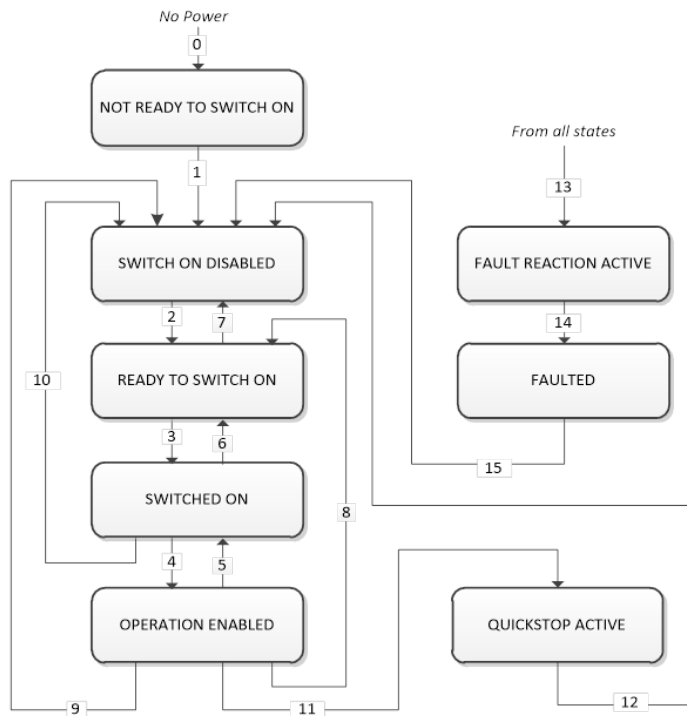 No Power
0
NOT READY TO SWITCH ON
From all states
1
13
SWITCH ON DISABLED
FAULT REACTION ACTIVE
2
7
14
10
READY TO SWITCH ON
FAULTED
3
6
15
SWITCHED ON
8
4
5
OPERATION ENABLED
QUICKSTOP ACTIVE
9
11
12